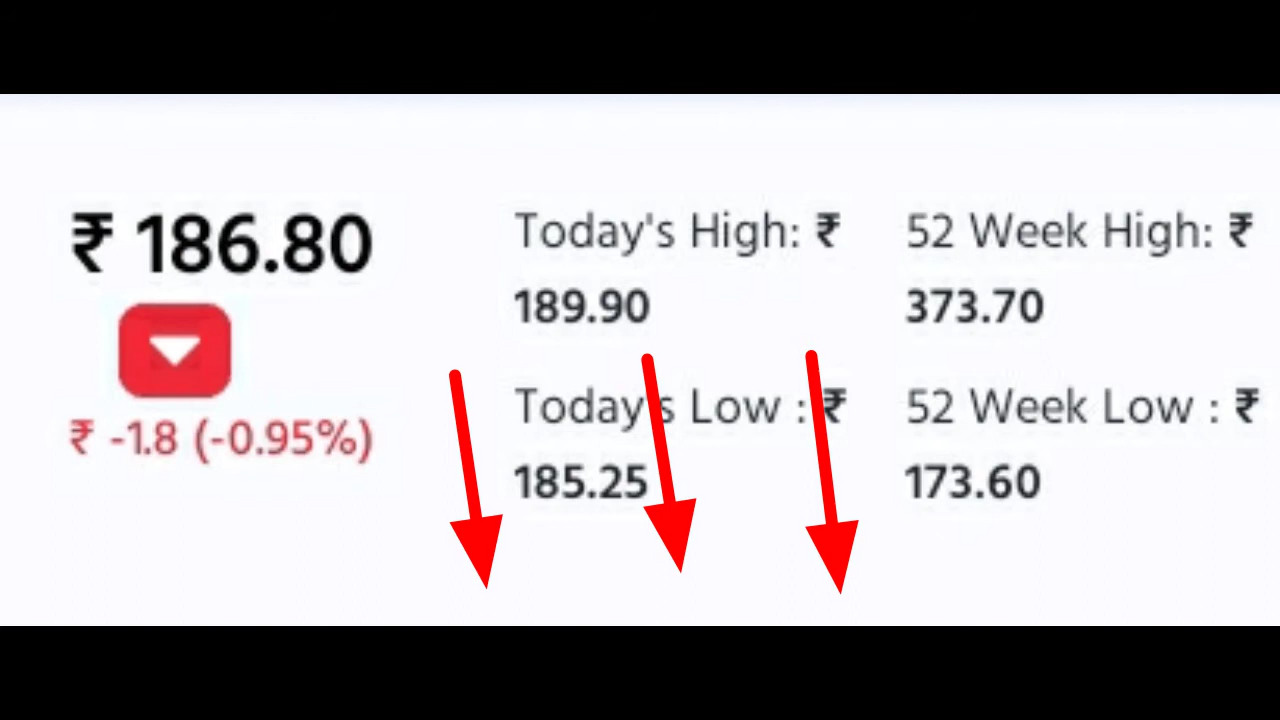 ₹ 186.80
₹ -1.8 (-0.95%)
Today's High: ₹
189.90
Today's Low : ₹
185.25
52 Week High: ₹
373.70
52 Week Low : ₹
173.60